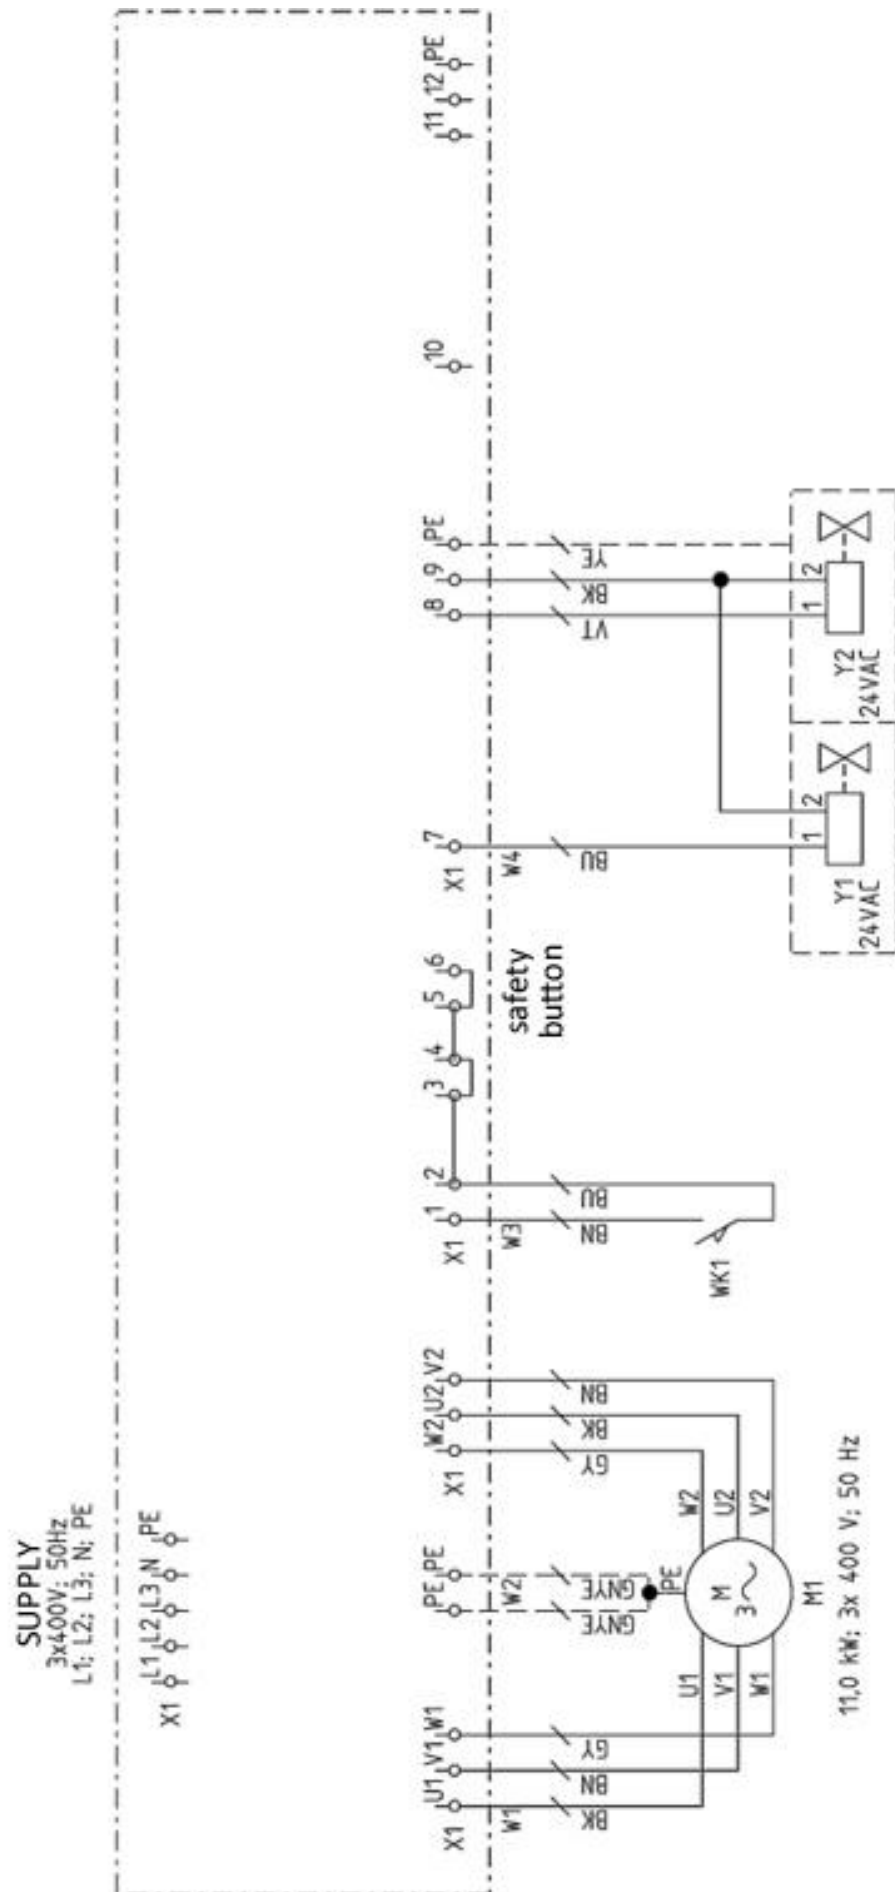 SUPPLY
3x400V; 50Hz
L1; L2; L3; N; PE
X1 L1 L2 L3 N PE
X1 U1 V1 W1 PE PE X1 W2 U2 V2 X1 1 2 3 4 5 6 X1 7 8 9 PE 10 11 12 PE
W1 W2 W3 safety button W4
BK BN GY GNYE GNYE GY BK BN BN BU BU VT BK YE
U1 PE W2
V1 M U2
W1 3 V2
M1
11,0 kW; 3x 400 V; 50 Hz
WK1
1 2 1 2
Y1 Y2
24VAC 24VAC